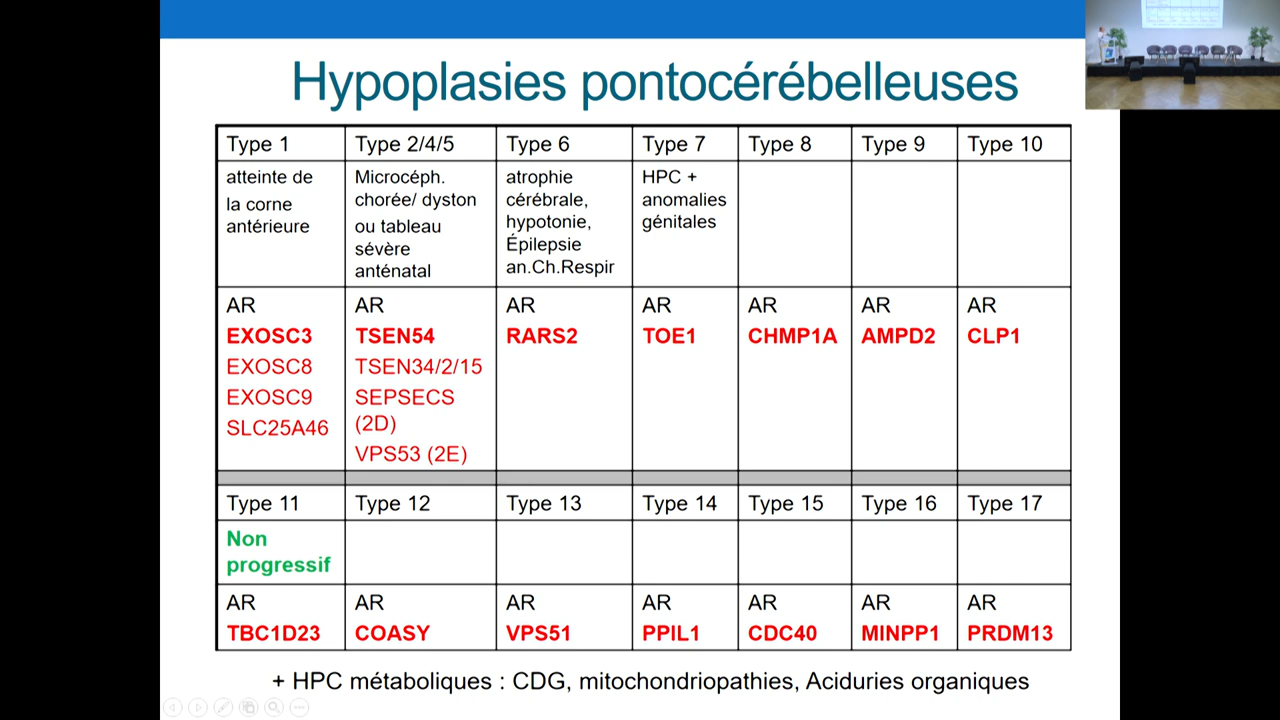 Hypoplasies pontocérébelleuses
Type 1
Type 2/4/5
Type 6
Type 7
Type 8
Type 9
Type 10
atteinte de
la corne
antérieure
Microcéph.
chorée/ dyston
ou tableau
sévère
anténatal
atrophie
cérébrale,
hypotonie,
Épilepsie
an.Ch.Respir
HPC +
anomalies
génitales
AR
EXOSC3
EXOSC8
EXOSC9
SLC25A46
AR
TSEN54
TSEN34/2/15
SEPSECS
(2D)
VPS53 (2E)
AR
RARS2
AR
TOE1
AR
CHMP1A
AR
AMPD2
AR
CLP1
Type 11
Type 12
Type 13
Type 14
Type 15
Type 16
Type 17
Non
progressif
AR
TBC1D23
AR
COASY
AR
VPS51
AR
PPIL1
AR
CDC40
AR
MINPP1
AR
PRDM13
+ HPC métaboliques : CDG, mitochondriopathies, Aciduries organiques